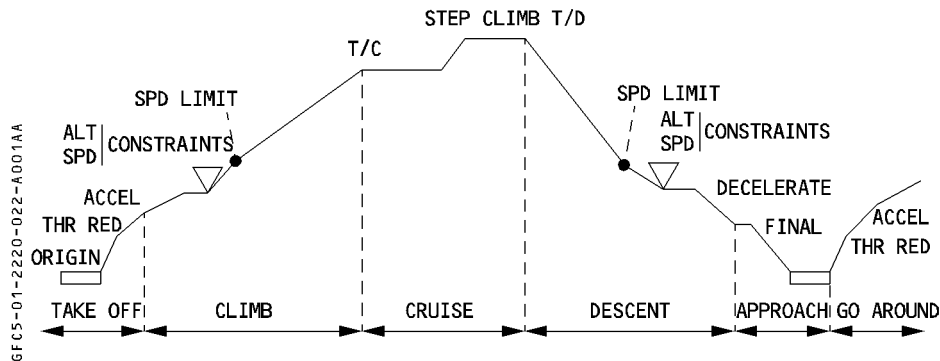 STEP CLIMB T/D
T/C
SPD LIMIT
ALT
SPD
CONSTRAINTS
ACCEL
THR RED
ORIGIN
SPD LIMIT
ALT
SPD
CONSTRAINTS
DECELERATE
FINAL
ACCEL
THR RED
TAKE OFF
CLIMB
CRUISE
DESCENT
APPROACH
GO AROUND
GFC5-01-2220-022-A001AA